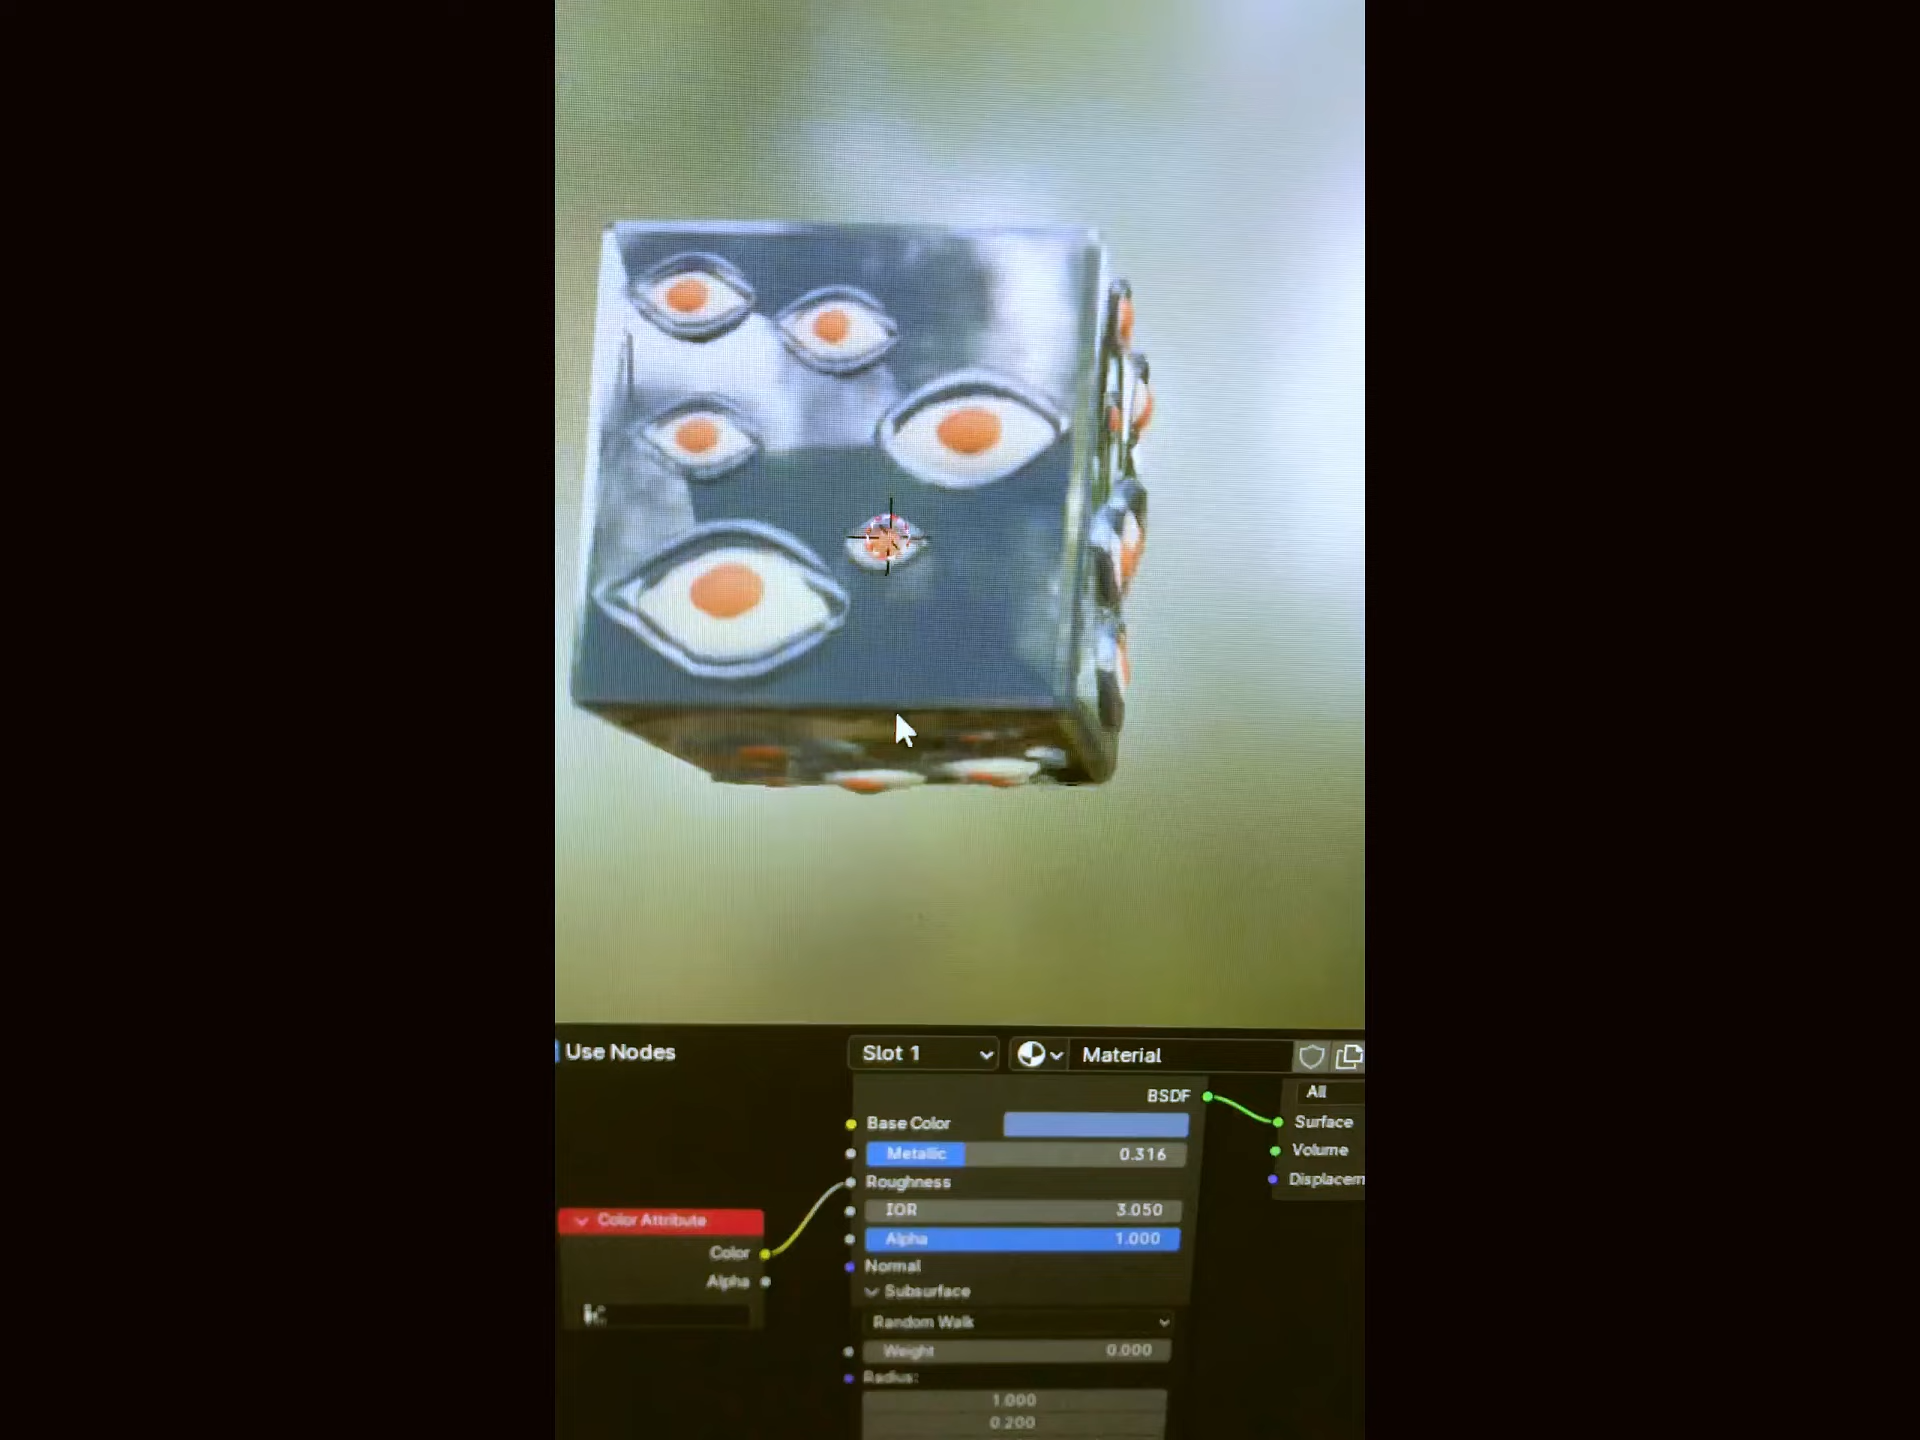 Use Nodes
Slot 1
Material
BSDF
All
Base Color
Surface
Metallic 0.316
Volume
Roughness
Displacem
IOR 3.050
Color Attribute
Alpha 1.000
Color
Normal
Alpha
Subsurface
Random Walk
Weight 0.000
Radius:
1.000
0.200